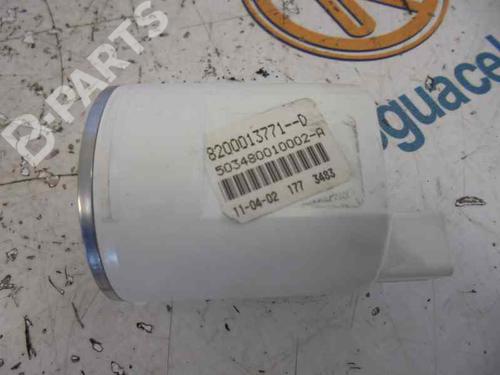 B-PARTS
8200013771--D
503480010002-A
11-04-02 177 3483
oguacel